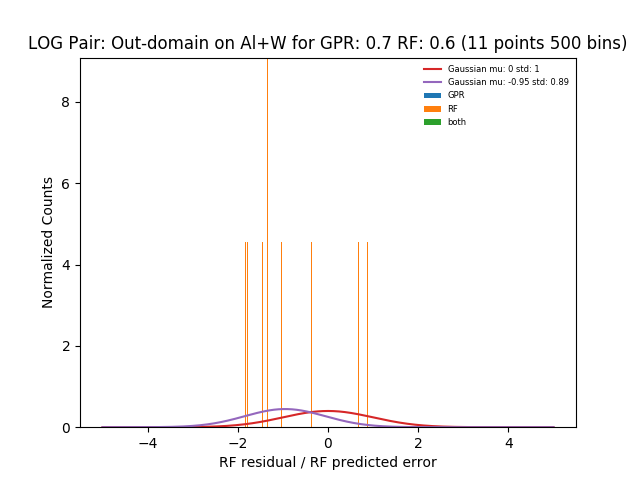 LOG Pair: Out-domain on Al+W for GPR: 0.7 RF: 0.6 (11 points 500 bins)
Gaussian mu: 0 std: 1
Gaussian mu: -0.95 std: 0.89
GPR
RF
both
Normalized Counts
8
6
4
2
0
−4
−2
0
2
4
RF residual / RF predicted error